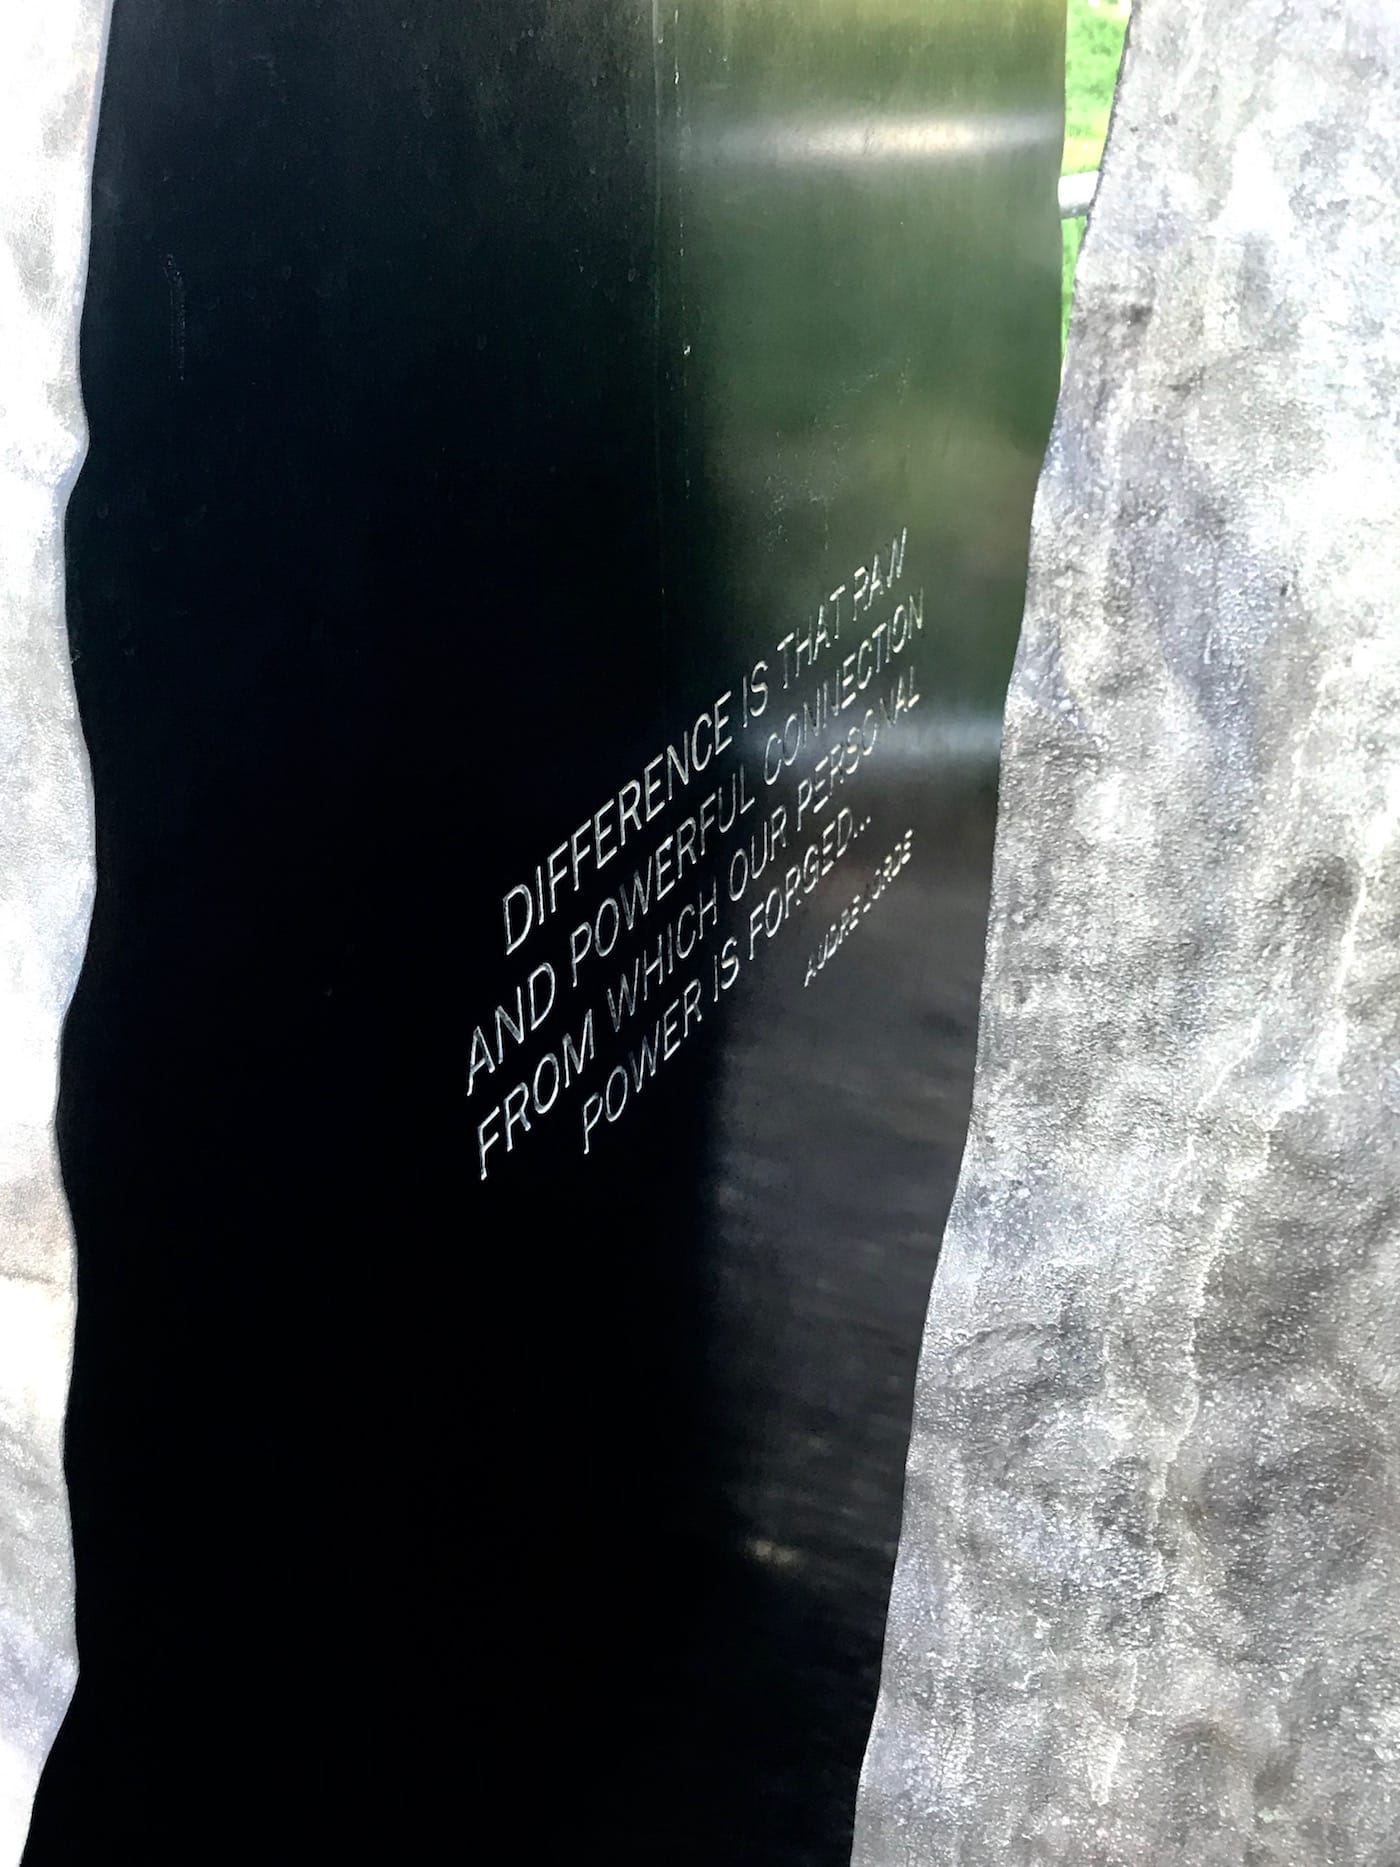 DIFFERENCE IS THAT RAW
AND POWERFUL CONNECTION
FROM WHICH OUR PERSONAL
POWER IS FORGED...
AUDRE LORDE